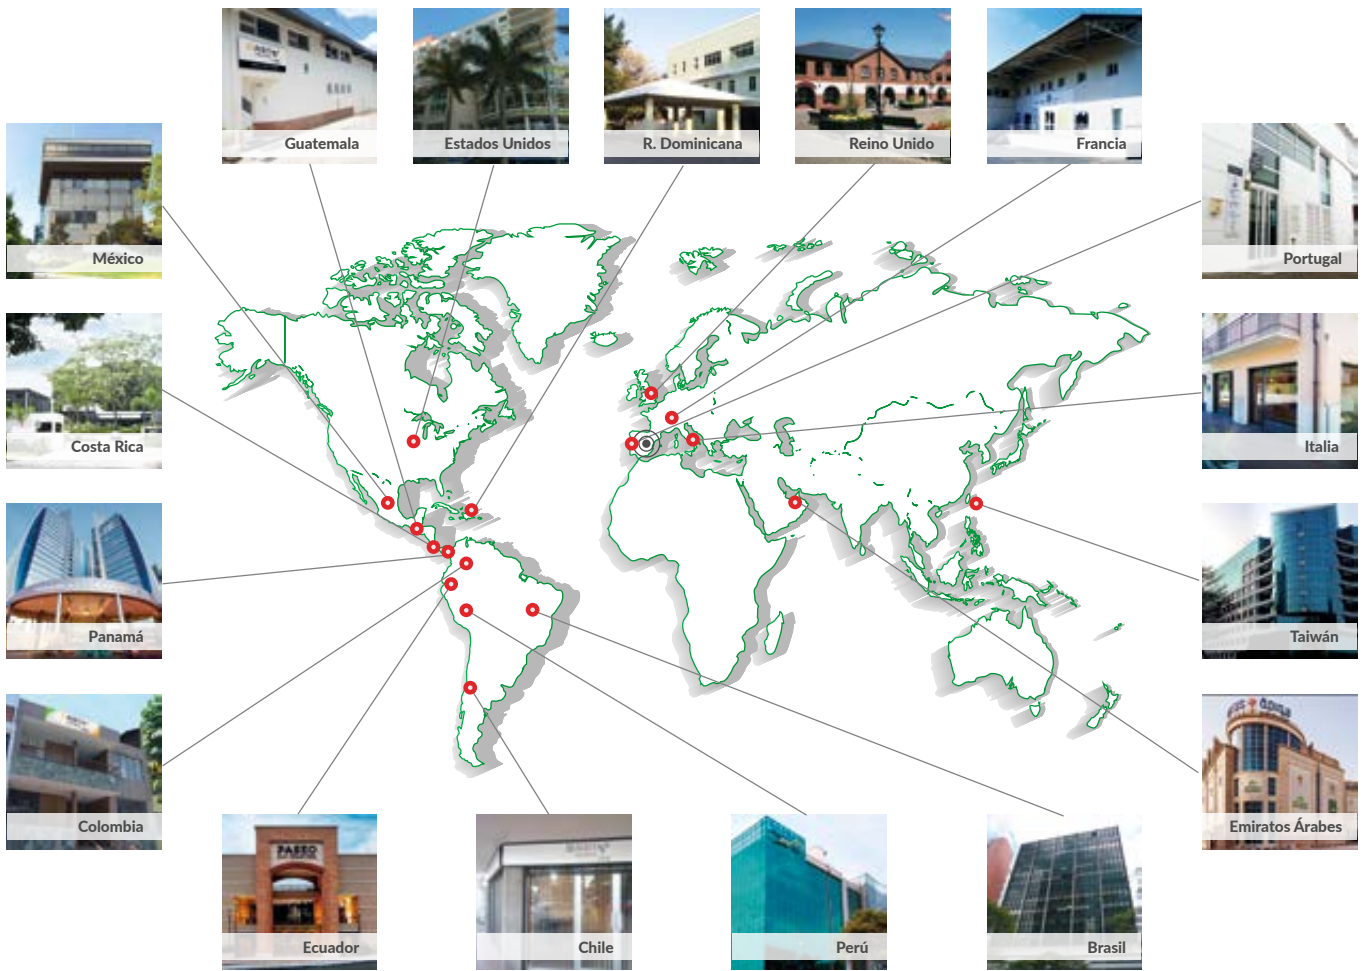 Guatemala
Estados Unidos
R. Dominicana
Reino Unido
Francia
México
Portugal
Costa Rica
Italia
Panamá
Taiwán
Colombia
Emiratos Árabes
PASEO
Ecuador
Chile
Perú
Brasil